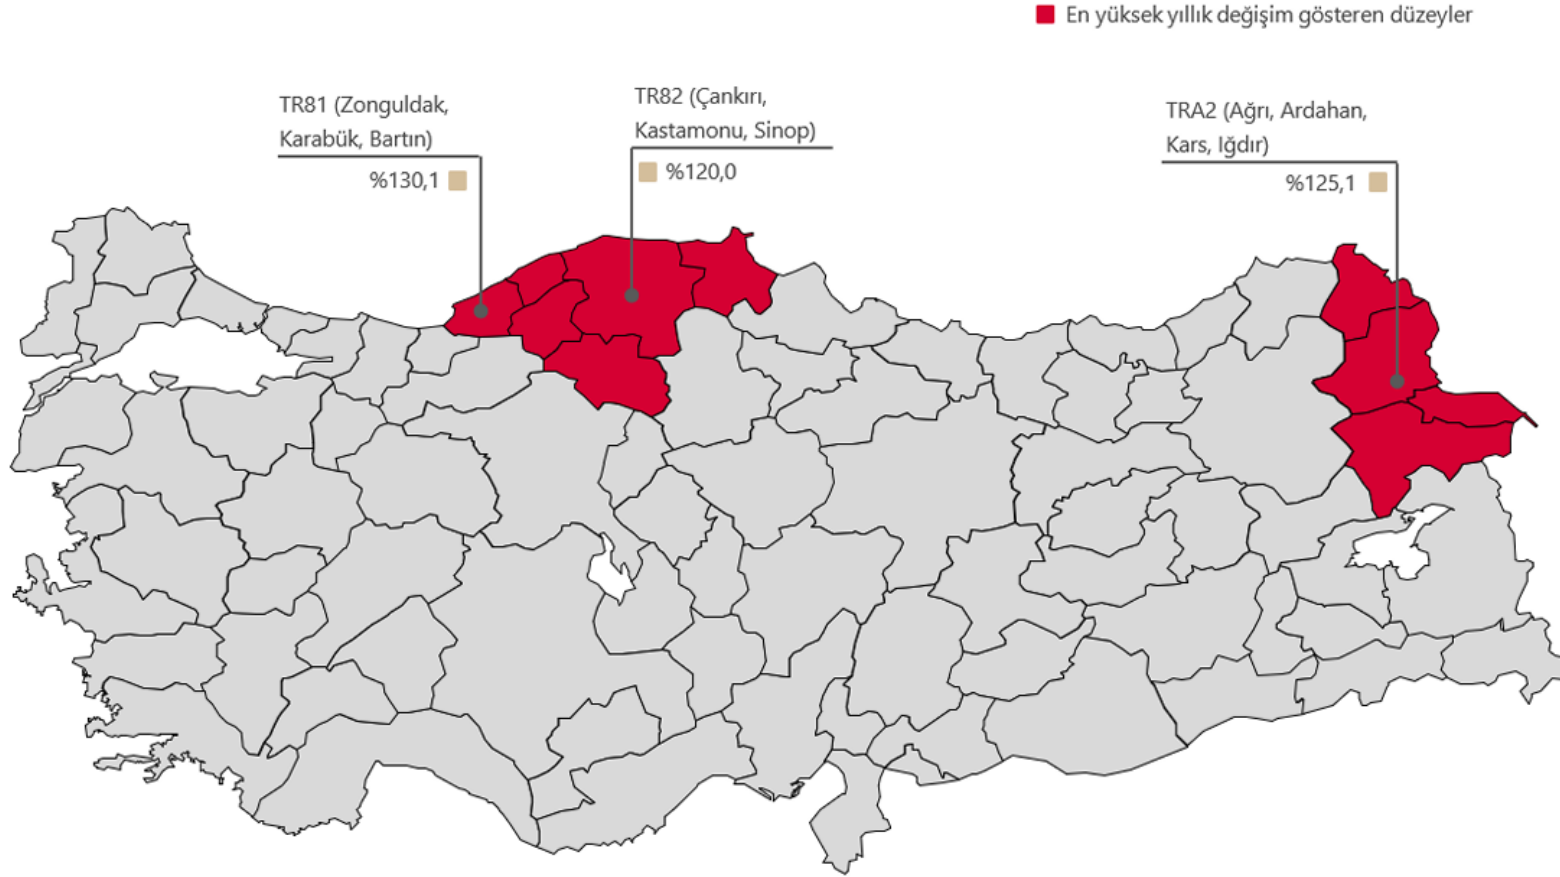 En yüksek yıllık değişim gösteren düzeyler
TR81 (Zonguldak,
Karabük, Bartın)
%130,1
TR82 (Çankırı,
Kastamonu, Sinop)
%120,0
TRA2 (Ağrı, Ardahan,
Kars, Iğdır)
%125,1